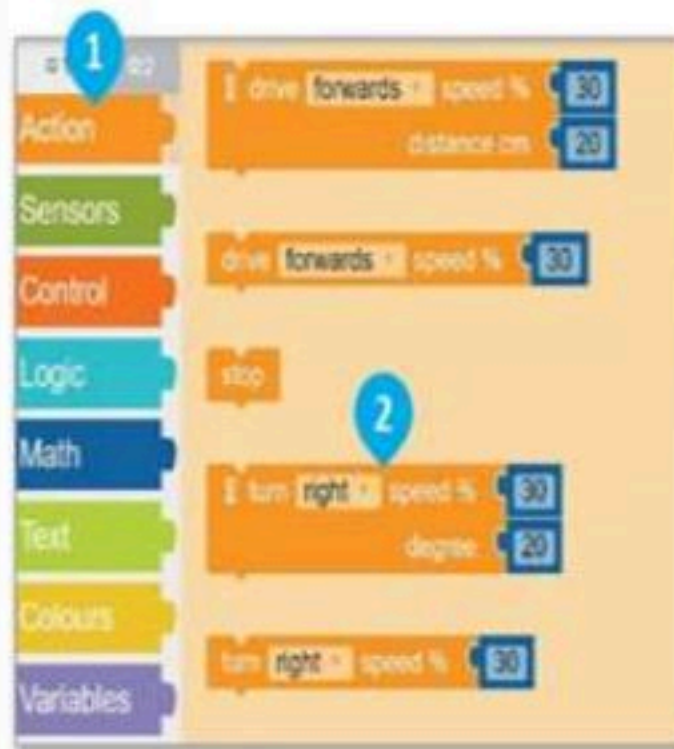 1
Action
Sensors
Control
Logic
Math
Text
Colours
Variables
drive forwards speed % 30
distance cm 20
drive forwards speed % 30
stop
2
turn right speed % 30
degree 20
turn right speed % 30